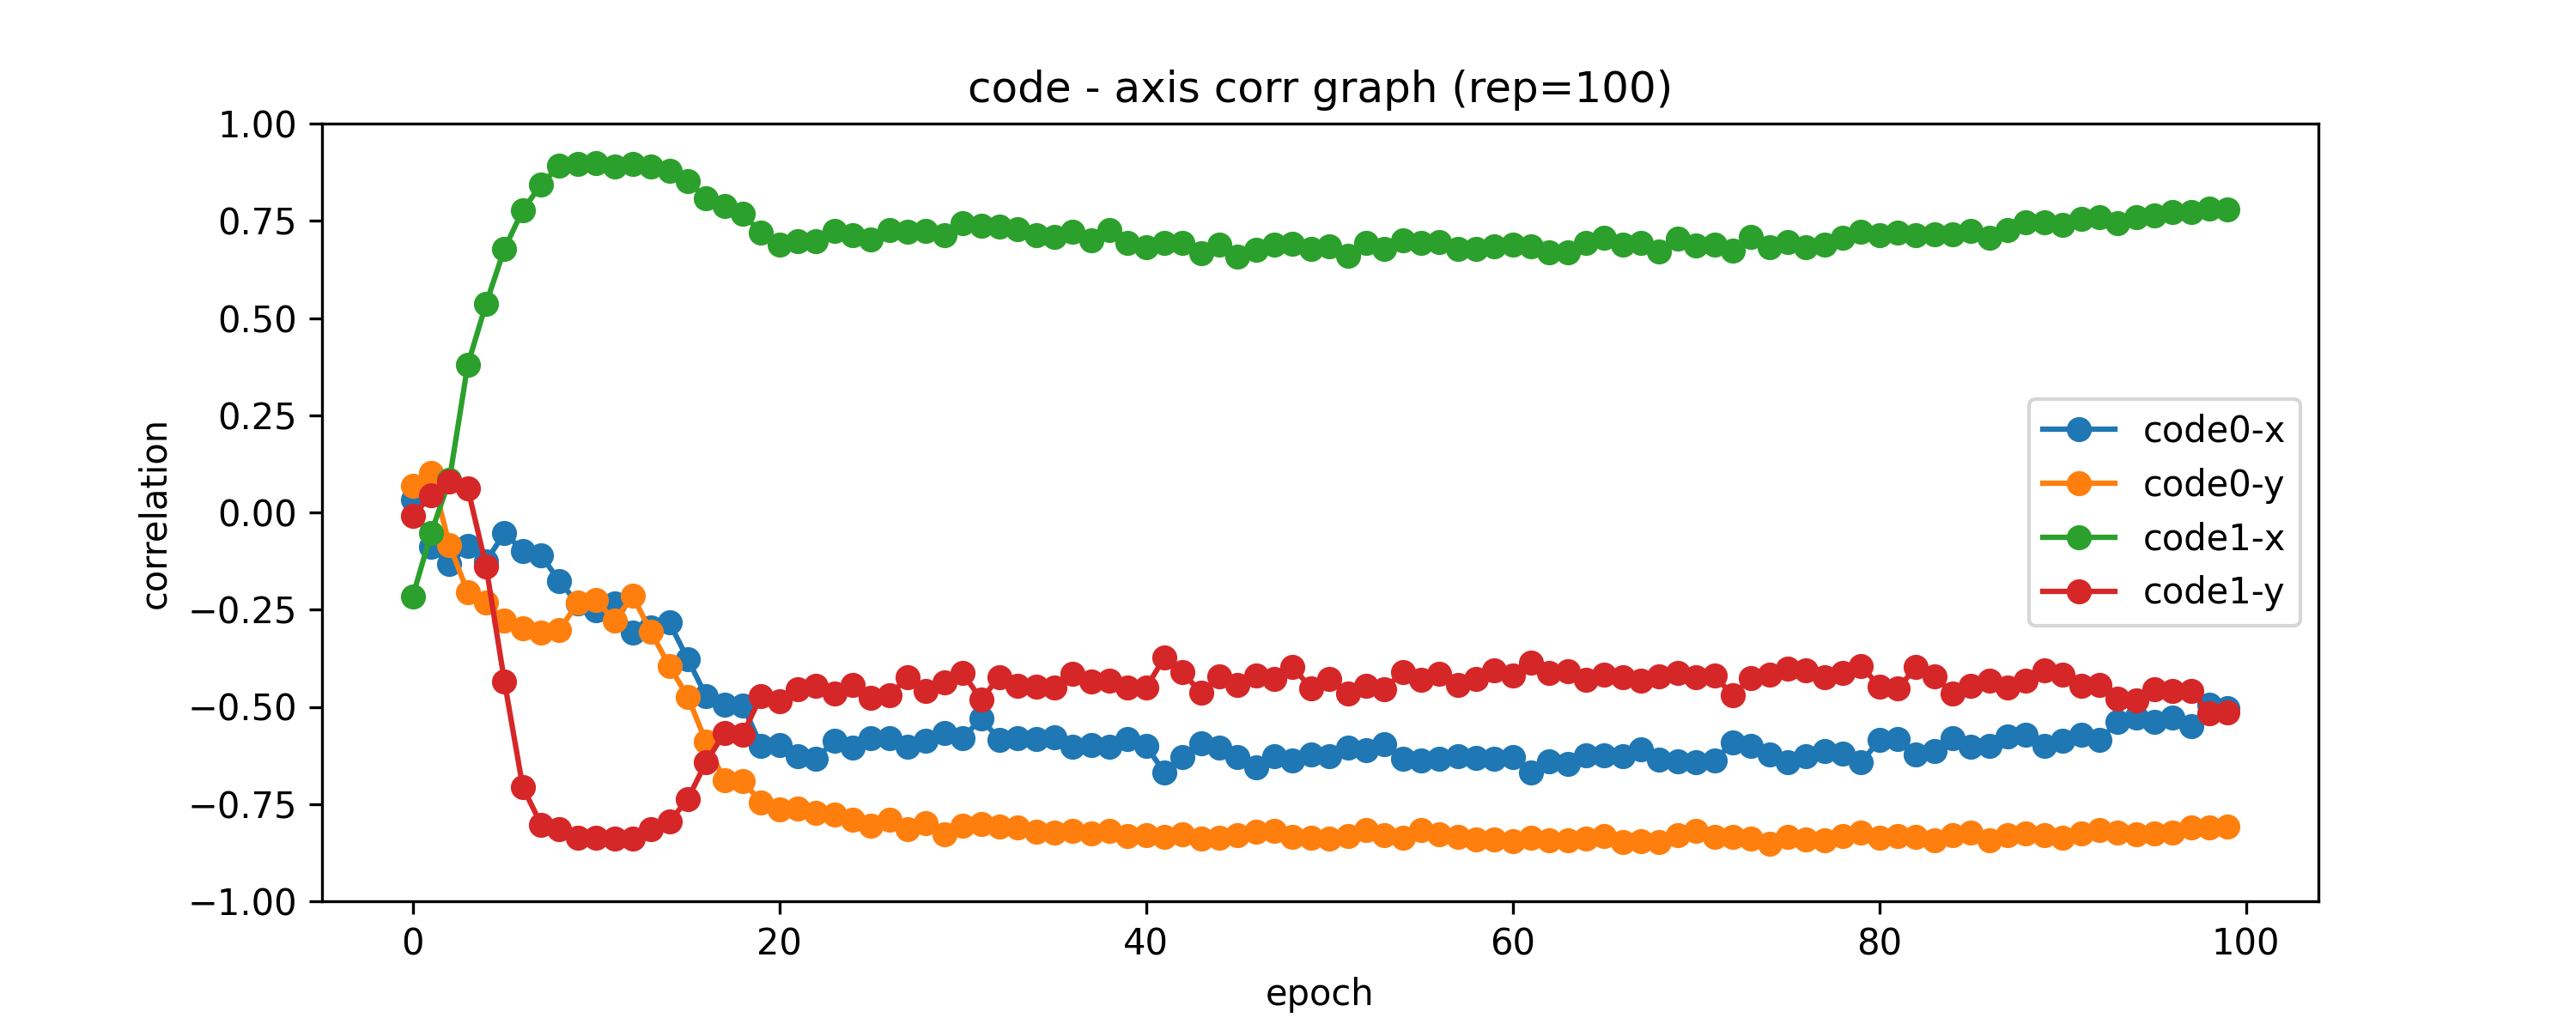 code - axis corr graph (rep=100)
1.00
0.75
0.50
0.25
0.00
−0.25
−0.50
−0.75
−1.00
correlation
code0-x
code0-y
code1-x
code1-y
0 20 40 60 80 100
epoch